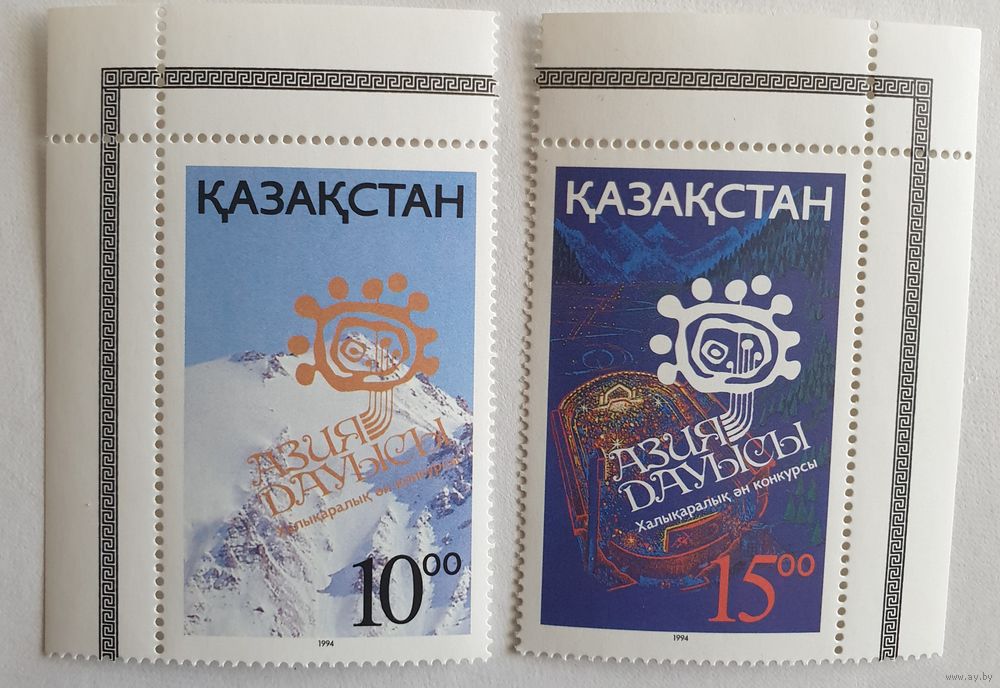 ҚАЗАҚСТАН
АЗИЯ
ДАУЫСЫ
Халықаралық ән конкурсы
10⁰⁰
1994
ҚАЗАҚСТАН
АЗИЯ
ДАУЫСЫ
Халықаралық ән конкурсы
15⁰⁰
1994
www.ay.by